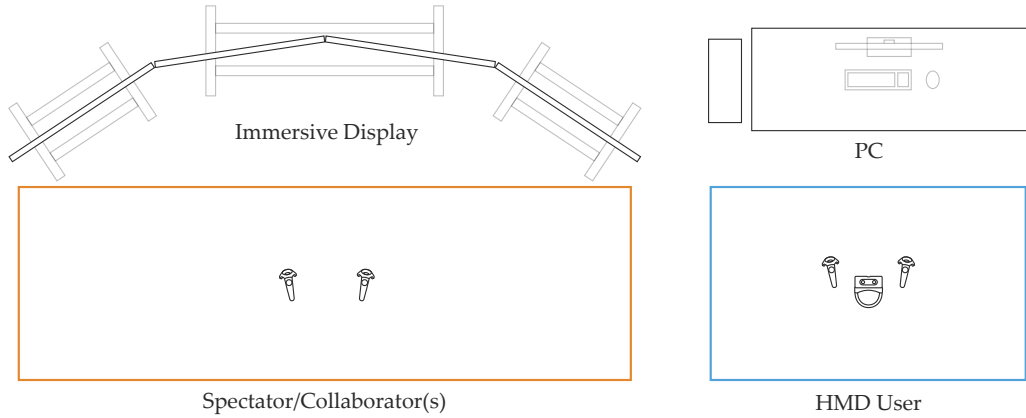 Immersive Display
PC
Spectator/Collaborator(s)
HMD User